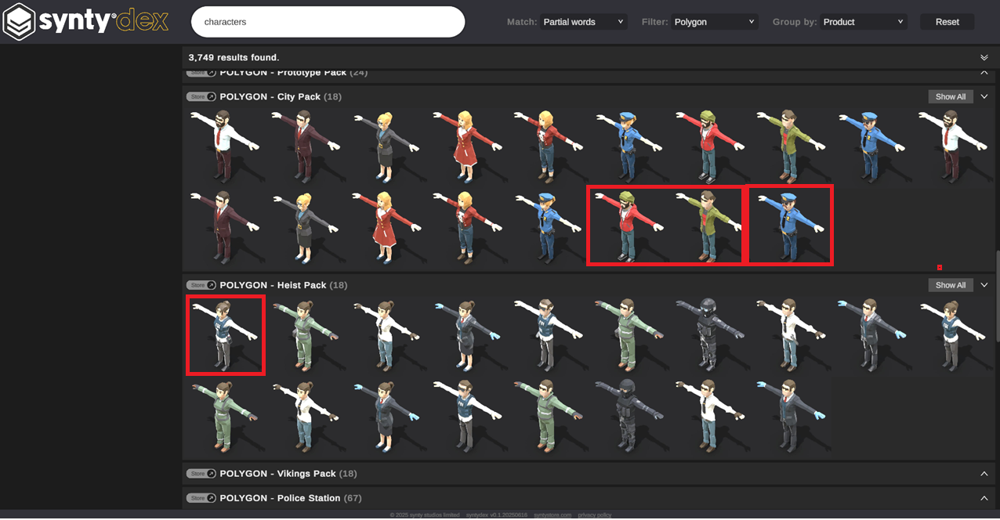 synty® dex
characters
Match: Partial words
Filter: Polygon
Group by: Product
Reset
3,749 results found.
Store POLYGON - Prototype Pack (24)
Store POLYGON - City Pack (18)
Show All
Store POLYGON - Heist Pack (18)
Show All
Store POLYGON - Vikings Pack (18)
Store POLYGON - Police Station (67)
© 2025 synty studios limited syntydex v0.1.20250616 syntystore.com privacy policy